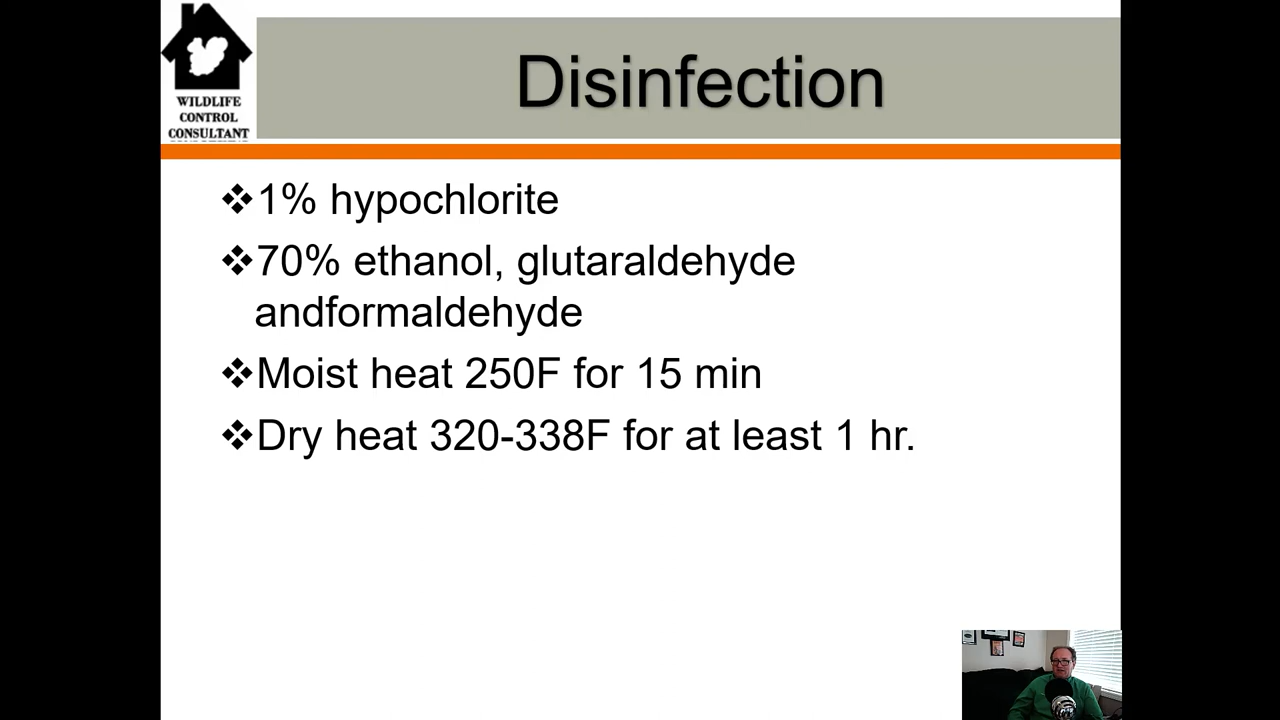 WILDLIFE
CONTROL
CONSULTANT
Disinfection
1% hypochlorite
70% ethanol, glutaraldehyde
andformaldehyde
Moist heat 250F for 15 min
Dry heat 320-338F for at least 1 hr.